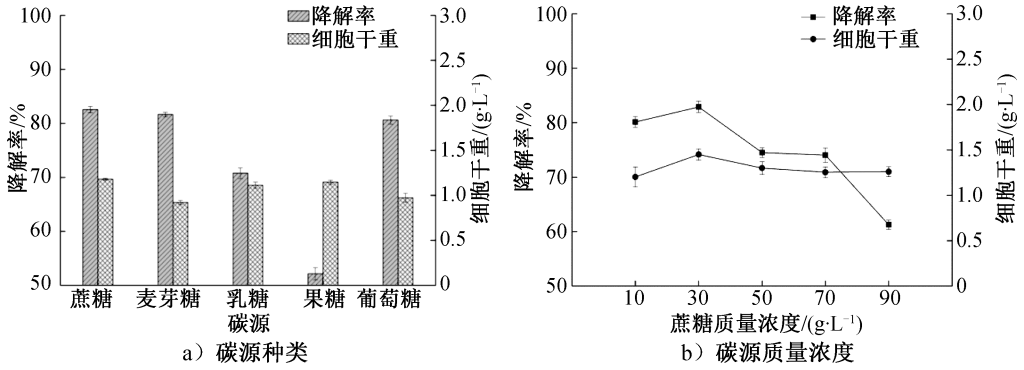 100
90
80
70
60
50
降解率/%
降解率
细胞干重
3.0
2.5
2.0
1.5
1.0
0.5
0
细胞干重/(g·L⁻¹)
蔗糖 麦芽糖 乳糖 果糖 葡萄糖
碳源
a）碳源种类
100
90
80
70
60
50
降解率/%
降解率
细胞干重
3.0
2.5
2.0
1.5
1.0
0.5
0
细胞干重/(g·L⁻¹)
10 30 50 70 90
蔗糖质量浓度/(g·L⁻¹)
b）碳源质量浓度